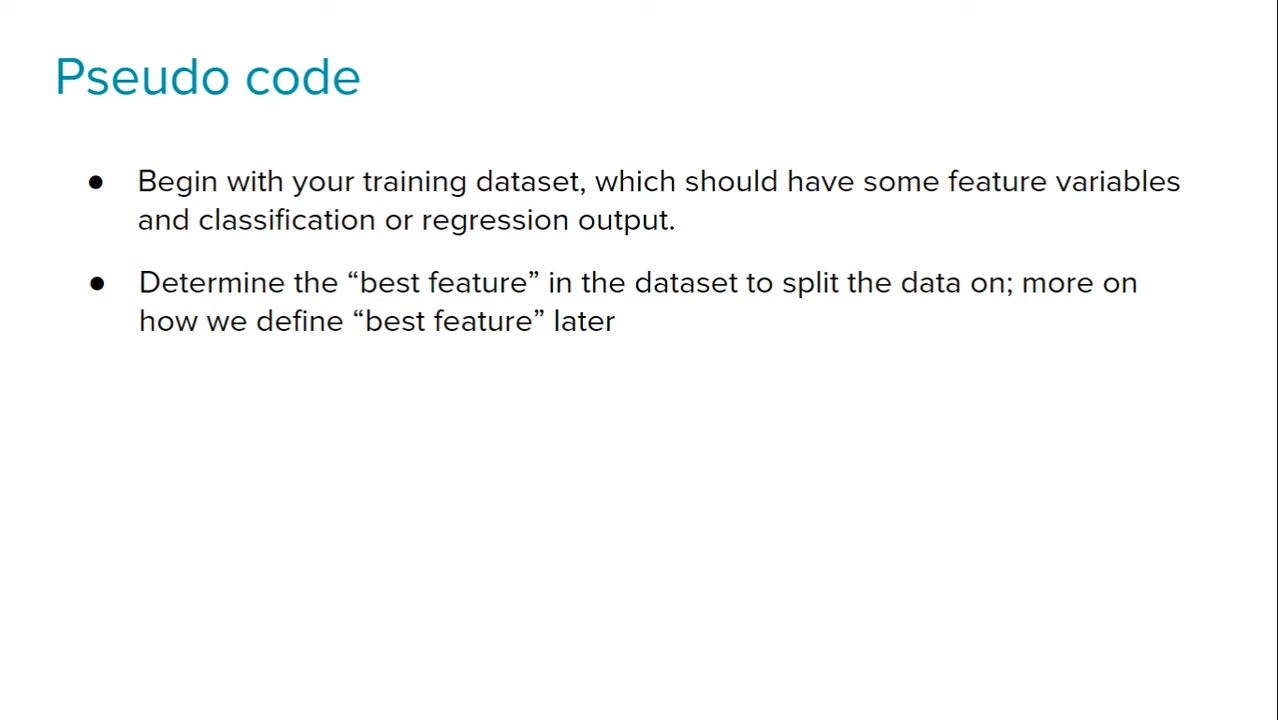 Pseudo code
● Begin with your training dataset, which should have some feature variables
and classification or regression output.
● Determine the “best feature” in the dataset to split the data on; more on
how we define “best feature” later